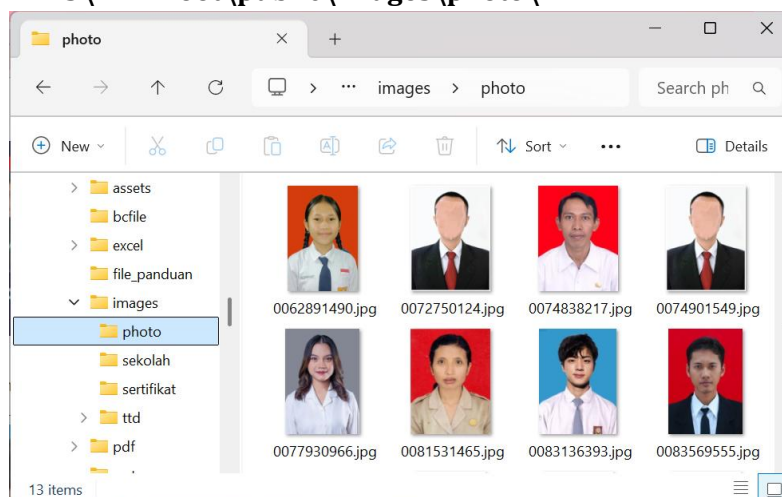 photo
images > photo
Search ph
New
Sort
Details
assets
bcfile
excel
file_panduan
images
photo
sekolah
sertifikat
ttd
pdf
0062891490.jpg 0072750124.jpg 0074838217.jpg 0074901549.jpg
0077930966.jpg 0081531465.jpg 0083136393.jpg 0083569555.jpg
13 items